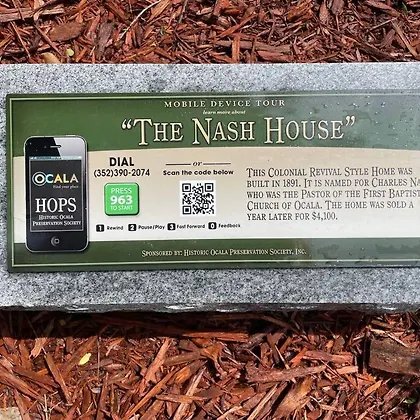 MOBILE DEVICE TOUR
learn more about
"THE NASH HOUSE"
OCALA
Find your place
HOPS
HISTORIC OCALA
PRESERVATION SOCIETY
DIAL
(352)390-2074
PRESS
963
TO START
or
Scan the code below
1 Rewind 2 Pause/Play 3 Fast Forward 0 Feedback
THIS COLONIAL REVIVAL STYLE HOME WAS
BUILT IN 1891. IT IS NAMED FOR CHARLES NA
WHO WAS THE PASTOR OF THE FIRST BAPTIS
CHURCH OF OCALA. THE HOME WAS SOLD A
YEAR LATER FOR $4,100.
SPONSORED BY: HISTORIC OCALA PRESERVATION SOCIETY, INC.